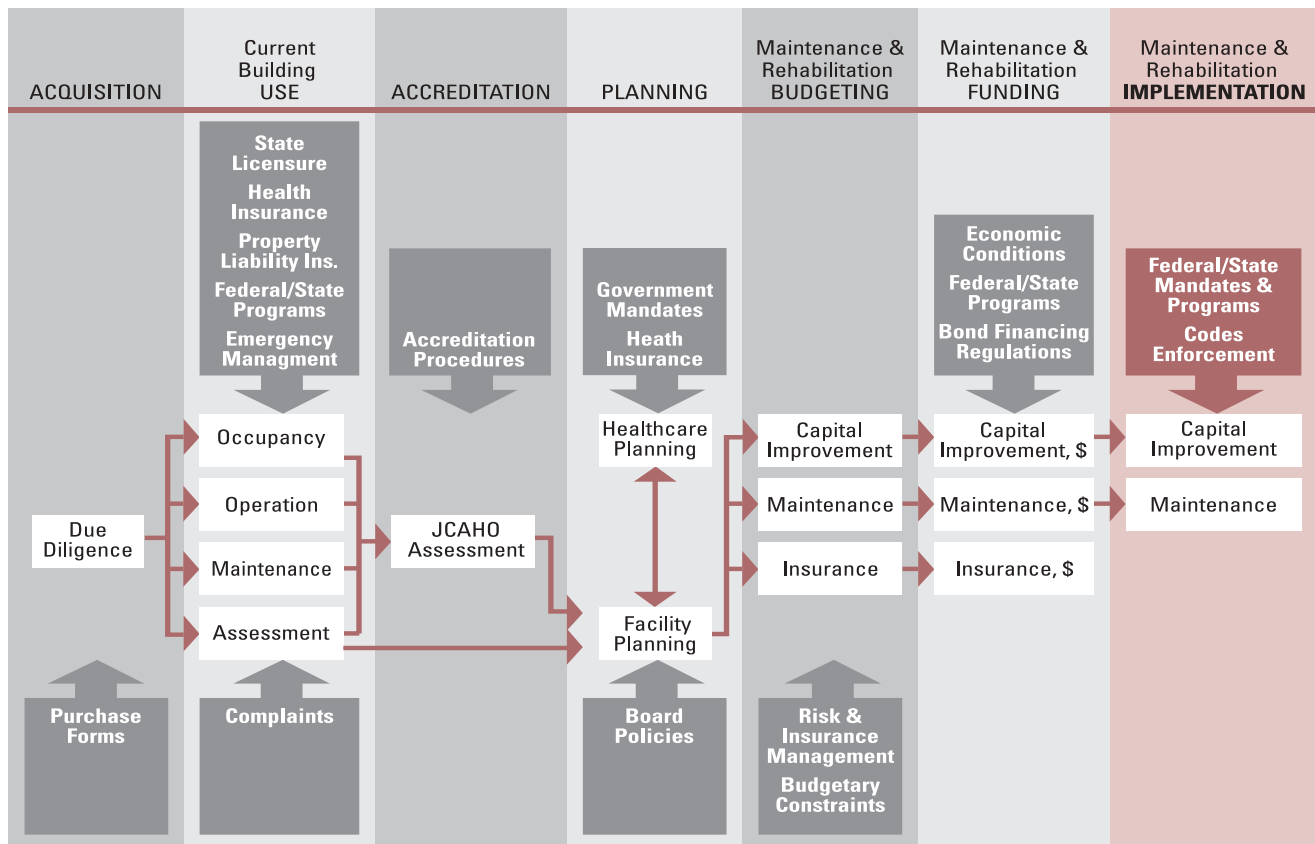 ACQUISITION
Current
Building
USE
ACCREDITATION
PLANNING
Maintenance &
Rehabilitation
BUDGETING
Maintenance &
Rehabilitation
FUNDING
Maintenance &
Rehabilitation
IMPLEMENTATION
State
Licensure
Health
Insurance
Property
Liability Ins.
Federal/State
Programs
Emergency
Managment
Accreditation
Procedures
Government
Mandates
Heath
Insurance
Economic
Conditions
Federal/State
Programs
Bond Financing
Regulations
Federal/State
Mandates &
Programs
Codes
Enforcement
Due
Diligence
Occupancy
Operation
Maintenance
Assessment
JCAHO
Assessment
Healthcare
Planning
Facility
Planning
Capital
Improvement
Maintenance
Insurance
Capital
Improvement, $
Maintenance, $
Insurance, $
Capital
Improvement
Maintenance
Purchase
Forms
Complaints
Board
Policies
Risk &
Insurance
Management
Budgetary
Constraints